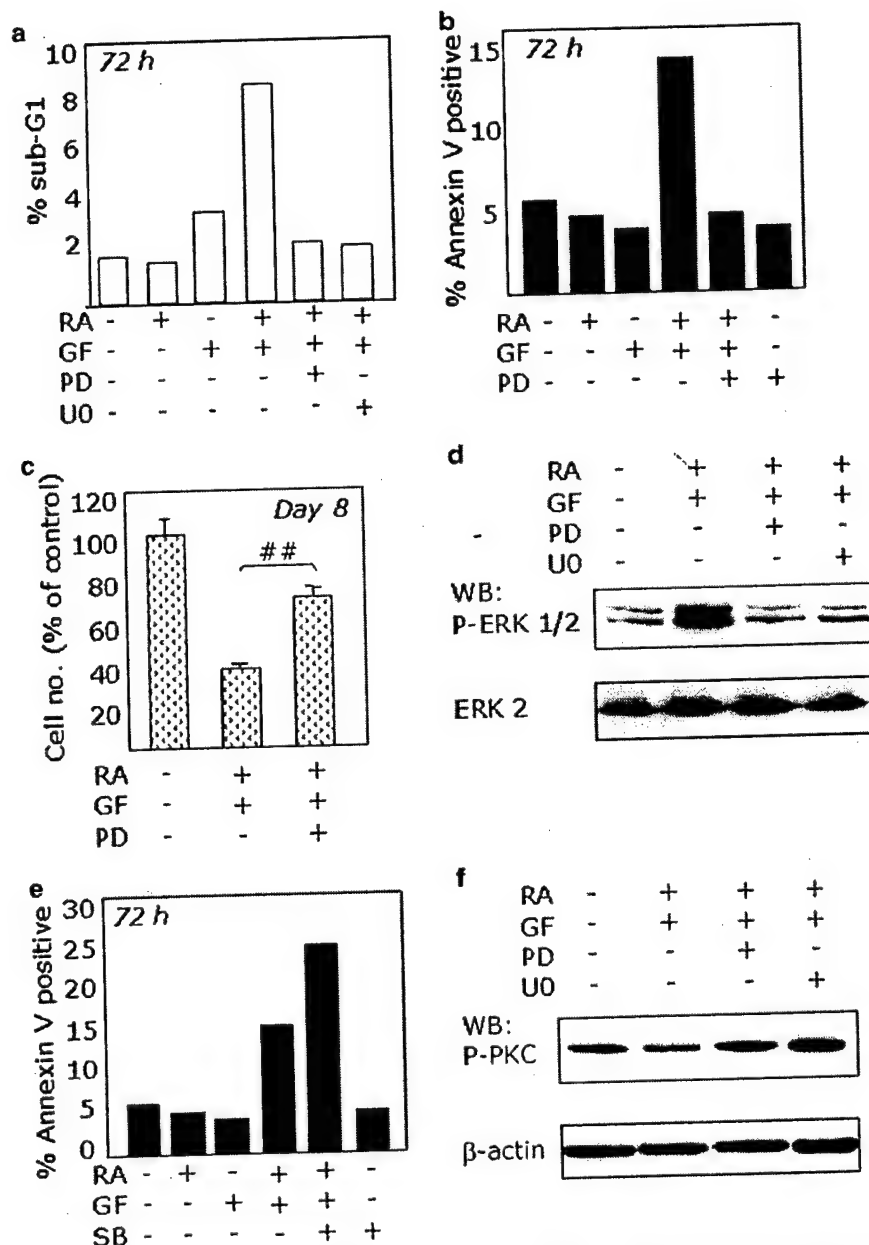 a
10
8
6
4
2
72 h
% sub-G1
RA - + - + + +
GF - - + + + +
PD - - - - + -
U0 - - - - - +
b
15
10
5
72 h
% Annexin V positive
RA - + - + + -
GF - - + + + -
PD - - - - + +
c
120
100
80
60
40
20
Day 8
##
Cell no. (% of control)
RA - + +
GF - + +
PD - - +
d
RA - + + +
GF - + + +
- PD - - + -
U0 - - - +
WB:
P-ERK 1/2
ERK 2
e
30
25
20
15
10
5
0
72 h
% Annexin V positive
RA - + - + + -
GF - - + + + -
SB - - - - + +
f
RA - + + +
GF - + + +
PD - - + -
U0 - - - +
WB:
P-PKC
β-actin